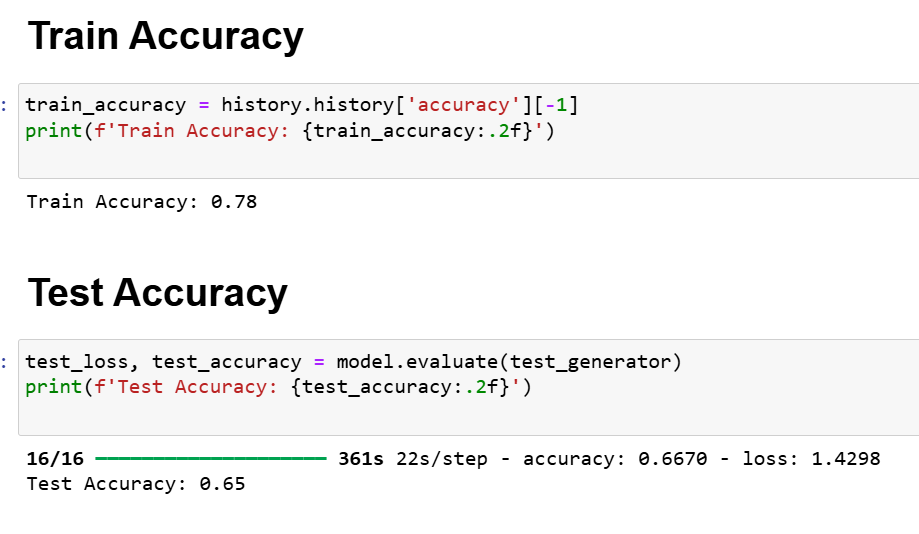 Train Accuracy
: train_accuracy = history.history['accuracy'][-1]
print(f'Train Accuracy: {train_accuracy:.2f}')
Train Accuracy: 0.78
Test Accuracy
: test_loss, test_accuracy = model.evaluate(test_generator)
print(f'Test Accuracy: {test_accuracy:.2f}')
16/16 ━━━━━━━━━━━━━━━━━━━━ 361s 22s/step - accuracy: 0.6670 - loss: 1.4298
Test Accuracy: 0.65